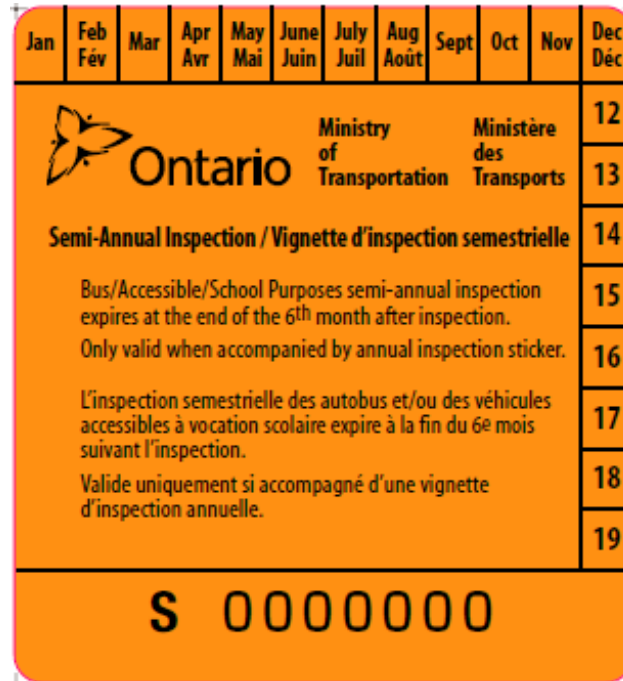 Jan Feb Mar Apr May June July Aug Sept Oct Nov Dec
Fév Avr Mai Juin Juil Août Déc
12
Ontario
Ministry of Transportation
Ministère des Transports
13
Semi-Annual Inspection / Vignette d'inspection semestrielle
14
Bus/Accessible/School Purposes semi-annual inspection
15
expires at the end of the 6th month after inspection.
Only valid when accompanied by annual inspection sticker.
16
L'inspection semestrielle des autobus et/ou des véhicules
accessibles à vocation scolaire expire à la fin du 6e mois
17
suivant l'inspection.
Valide uniquement si accompagné d'une vignette
18
d'inspection annuelle.
19
S 0000000